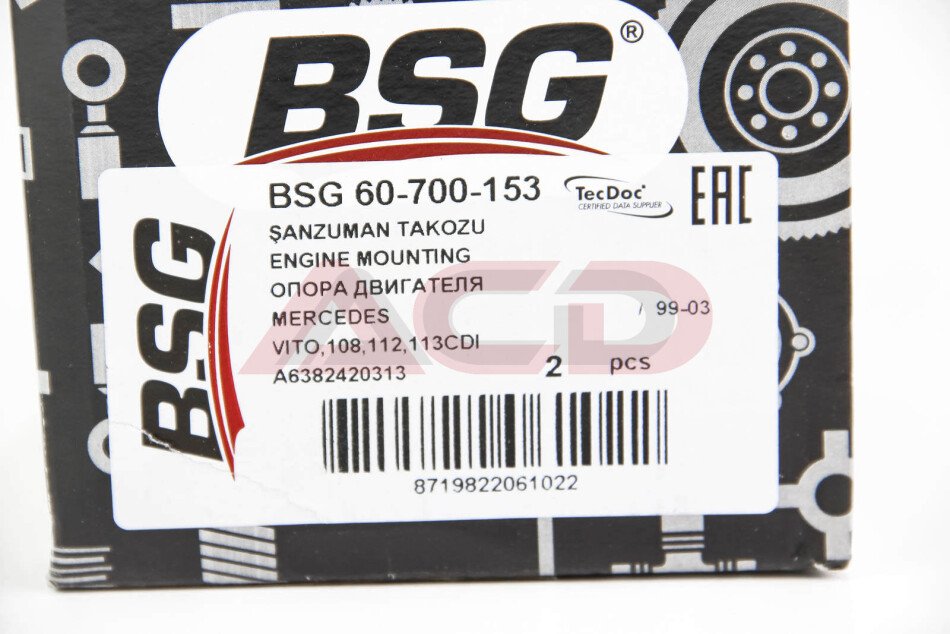 BSG®
BSG
BSG 60-700-153
TecDoc®
CERTIFIED DATA SUPPLIER
EAC
ŞANZUMAN TAKOZU
ENGINE MOUNTING
ОПОРА ДВИГАТЕЛЯ
MERCEDES / 99-03
VITO,108,112,113CDI
A6382420313 2 pcs
8719822061022
ACD